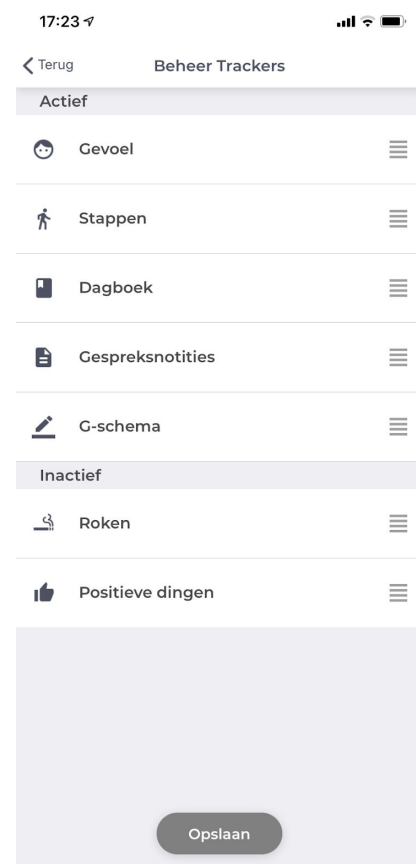 17:23
Terug
Beheer Trackers
Actief
Gevoel
Stappen
Dagboek
Gespreksnotities
G-schema
Inactief
Roken
Positieve dingen
Opslaan